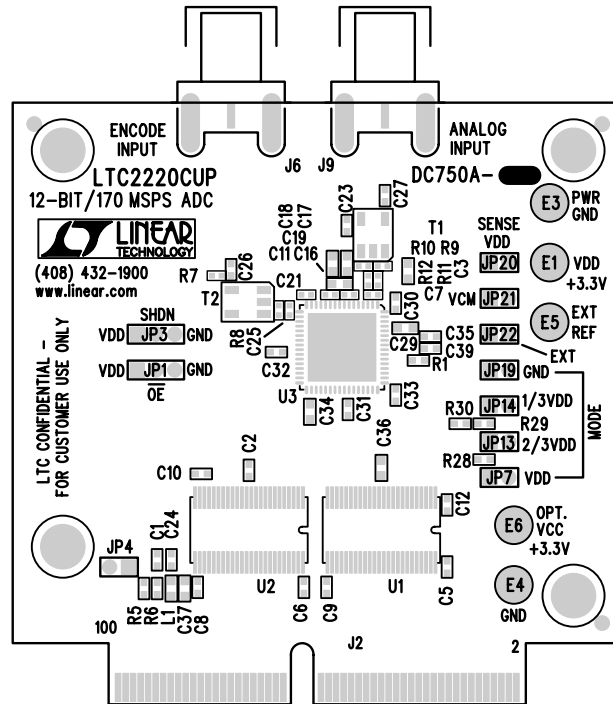 ENCODE
INPUT
ANALOG
INPUT
J6
J9
LTC2220CUP
12-BIT/170 MSPS ADC
DC750A-
LINEAR
TECHNOLOGY
(408) 432-1900
www.linear.com
C27
C23
C18
C17
C19
C11
C16
T1
R10
R9
R12
R11
C3
C7
R7
C26
C21
T2
C30
R8
C25
C29
C35
C39
R1
C32
U3
C34
C31
C33
E3
PWR
GND
SENSE
VDD
JP20
E1
VDD
+3.3V
VCM
JP21
E5
EXT
REF
JP22
EXT
JP19
GND
JP14
1/3VDD
R30
R29
JP13
2/3VDD
R28
JP7
VDD
MODE
SHDN
VDD
JP3
GND
VDD
JP1
GND
OE
LTC CONFIDENTIAL -
FOR CUSTOMER USE ONLY
C10
C2
C36
C12
E6
OPT.
VCC
+3.3V
JP4
C1
C24
R5
R6
L1
C37
C8
U2
C6
C9
U1
C5
E4
GND
100
J2
2